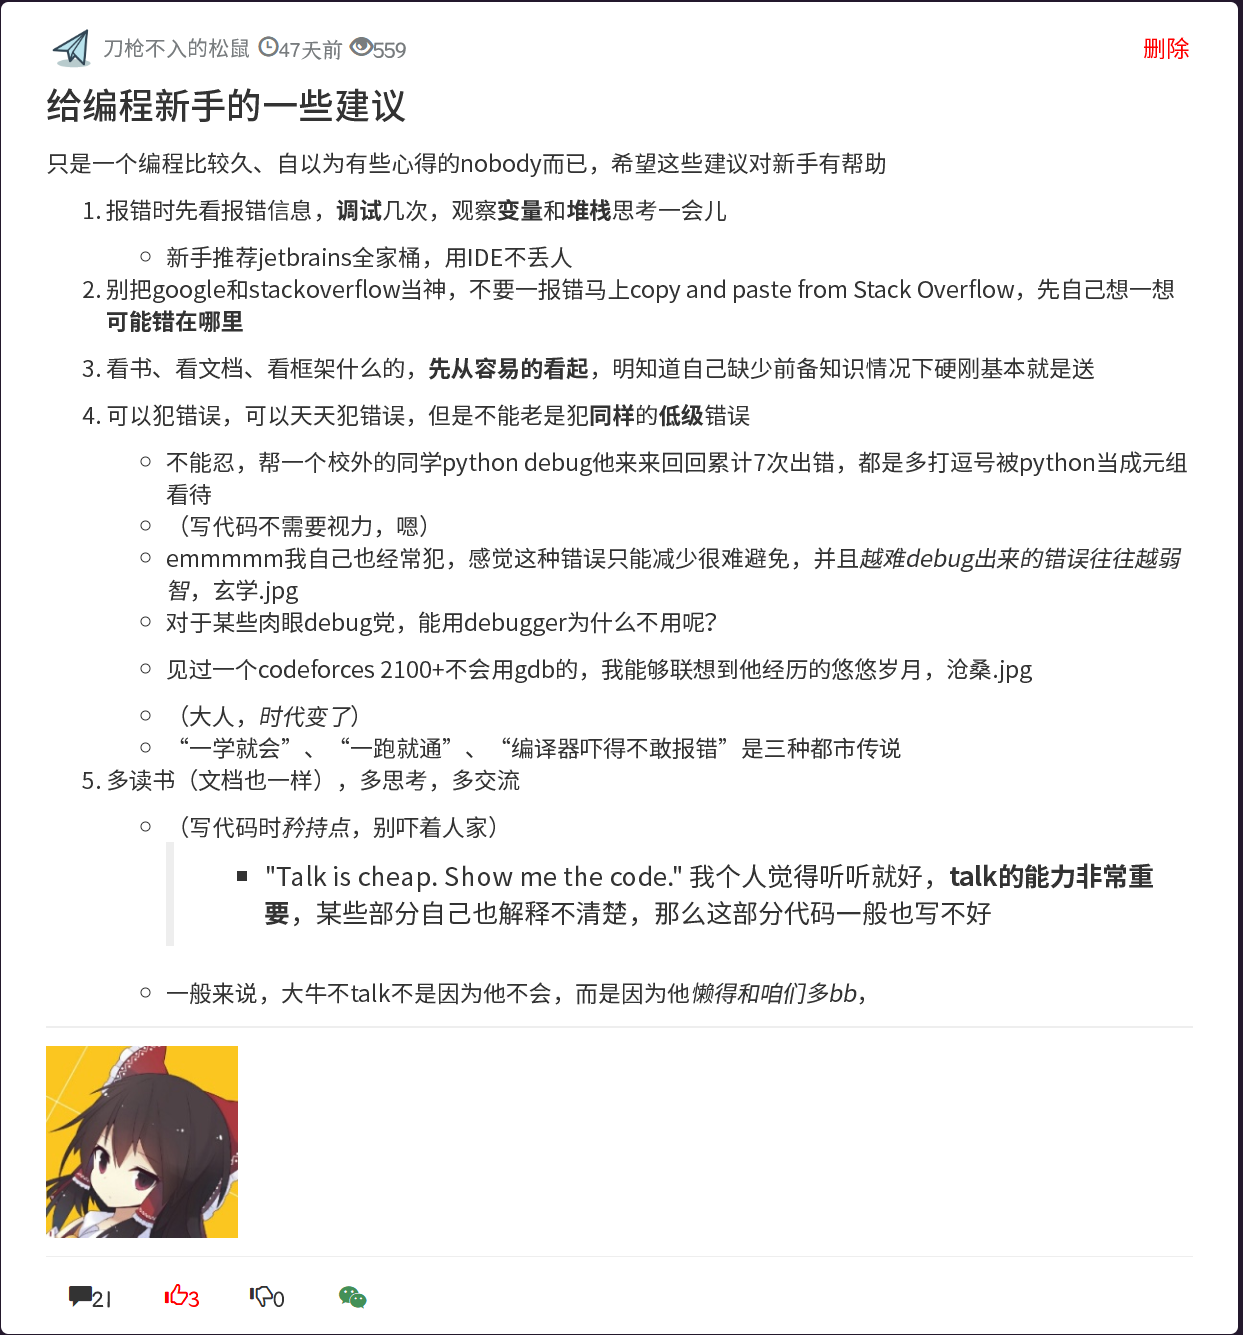 刀枪不入的松鼠 47天前 559
删除
给编程新手的一些建议
只是一个编程比较久、自以为有些心得的nobody而已，希望这些建议对新手有帮助
1. 报错时先看报错信息，调试几次，观察变量和堆栈思考一会儿
新手推荐jetbrains全家桶，用IDE不丢人
2. 别把google和stackoverflow当神，不要一报错马上copy and paste from Stack Overflow，先自己想一想
可能错在哪里
3. 看书、看文档、看框架什么的，先从容易的看起，明知道自己缺少前备知识情况下硬刚基本就是送
4. 可以犯错误，可以天天犯错误，但是不能老是犯同样的低级错误
不能忍，帮一个校外的同学python debug他来来回回累计7次出错，都是多打逗号被python当成元组
看待
（写代码不需要视力，嗯）
emmmmm我自己也经常犯，感觉这种错误只能减少很难避免，并且越难debug出来的错误往往越弱
智，玄学.jpg
对于某些肉眼debug党，能用debugger为什么不用呢？
见过一个codeforces 2100+不会用gdb的，我能够联想到他经历的悠悠岁月，沧桑.jpg
（大人，时代变了）
“一学就会”、“一跑就通”、“编译器吓得不敢报错”是三种都市传说
5. 多读书（文档也一样），多思考，多交流
（写代码时矜持点，别吓着人家）
"Talk is cheap. Show me the code." 我个人觉得听听就好，talk的能力非常重
要，某些部分自己也解释不清楚，那么这部分代码一般也写不好
一般来说，大牛不talk不是因为他不会，而是因为他懒得和咱们多bb，
21 3 0